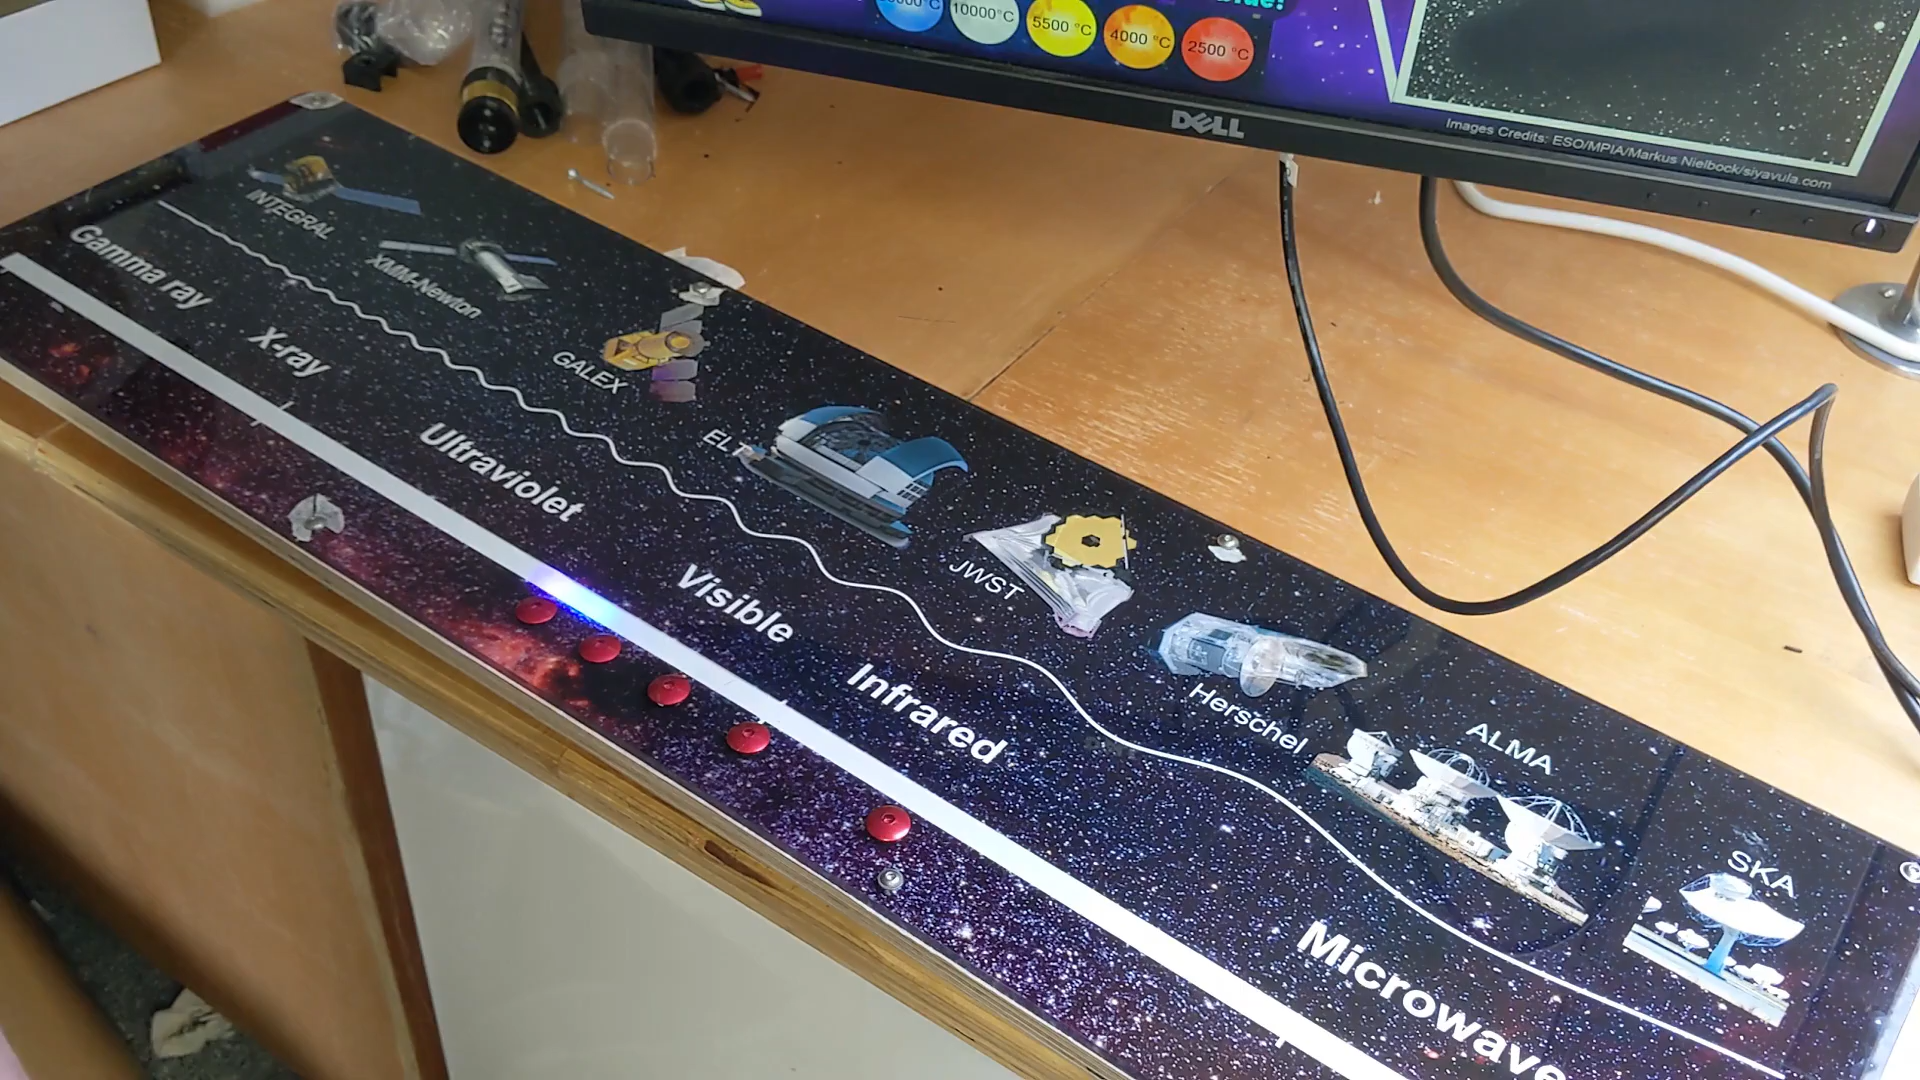 10000°C
5500 °C
4000 °C
2500 °C
DELL
Images Credits: ESO/MPIA/Markus Nielbock/siyavula.com
INTEGRAL
XMM-Newton
GALEX
ELT
JWST
Herschel
ALMA
SKA
Gamma ray
X-ray
Ultraviolet
Visible
Infrared
Microwave